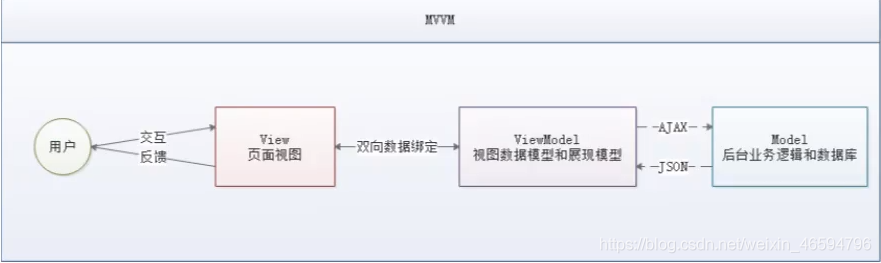 MVVM
用户
交互
反馈
View
页面视图
双向数据绑定
ViewModel
视图数据模型和展现模型
AJAX
JSON
Model
后台业务逻辑和数据库
https://blog.csdn.net/weixin_46594796